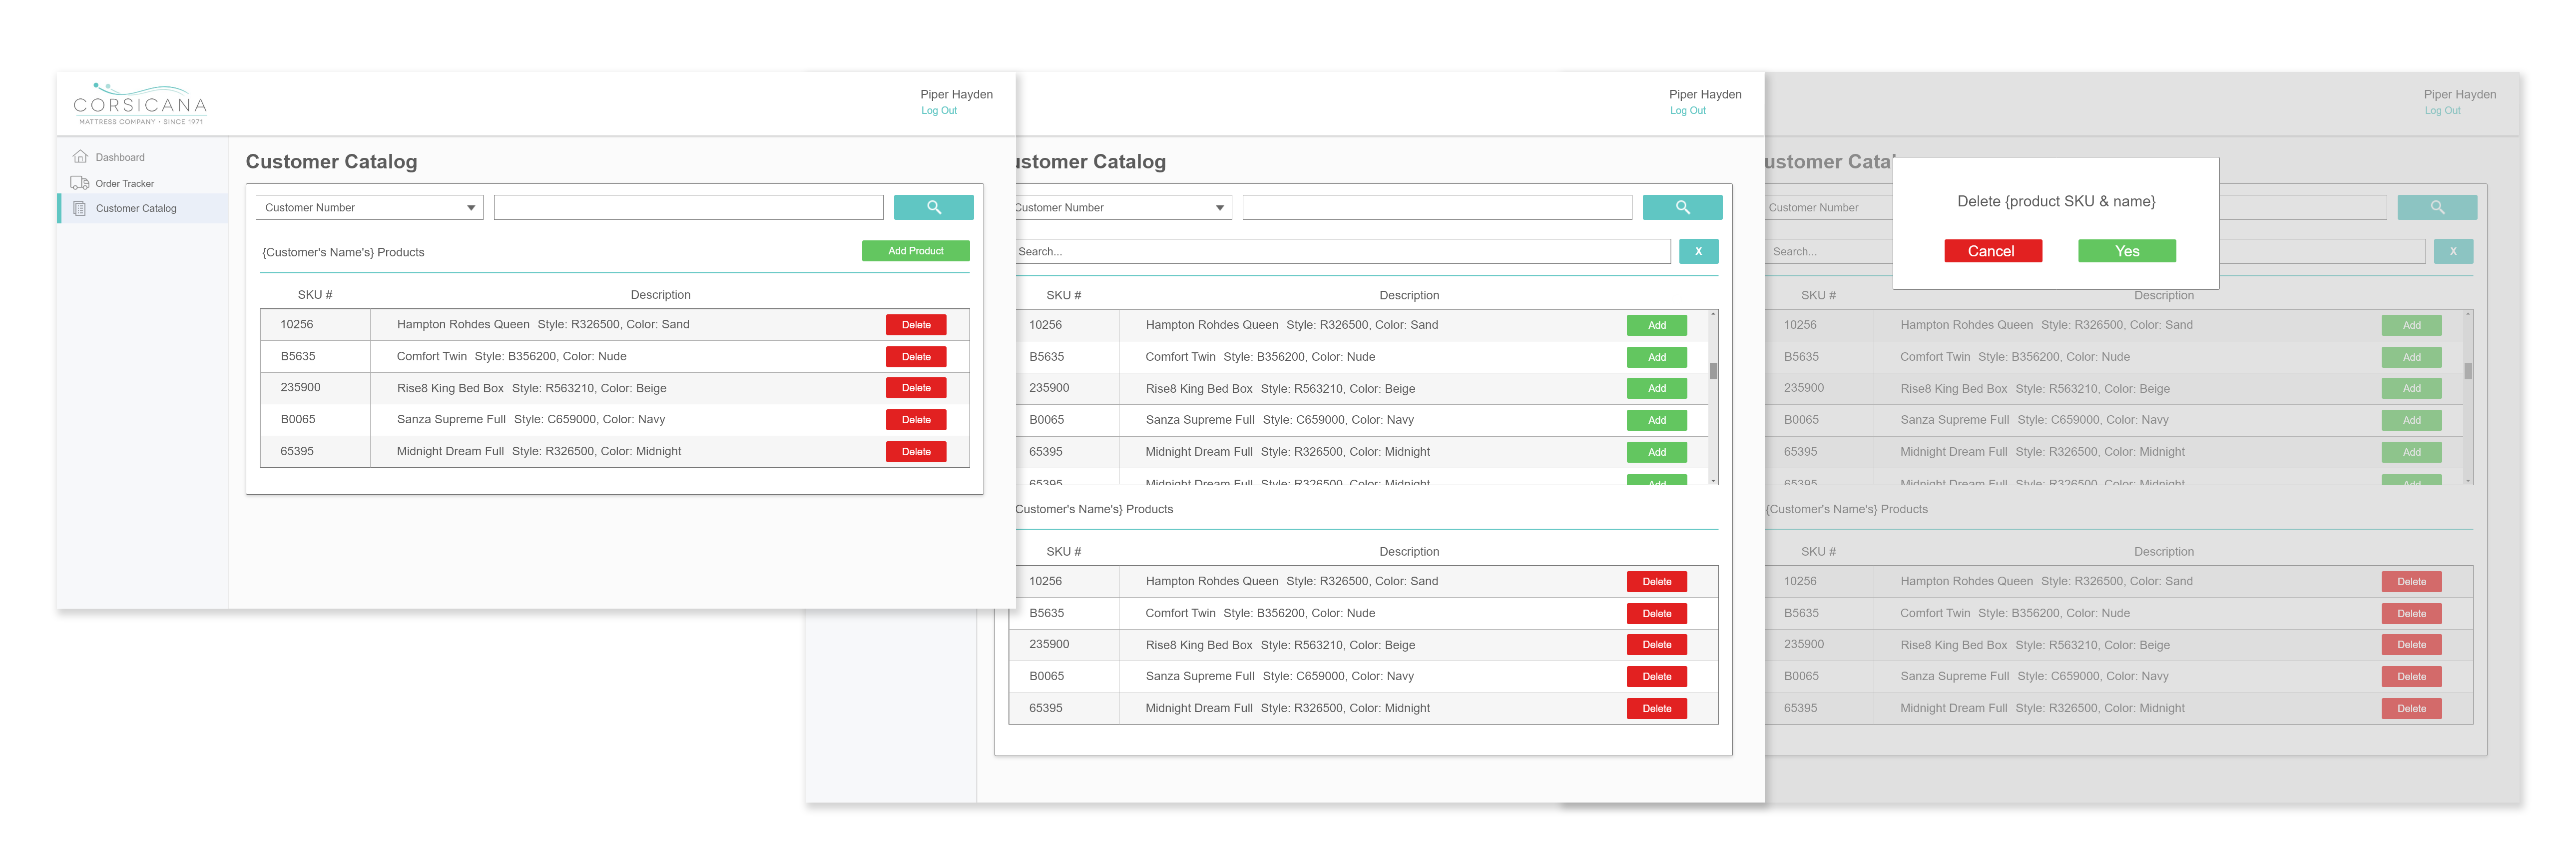 CORSICANA
MATTRESS COMPANY • SINCE 1971
Piper Hayden
Log Out
Dashboard
Order Tracker
Customer Catalog
Customer Catalog
Customer Number
{Customer's Name's} Products
Add Product
SKU # Description
10256 Hampton Rohdes Queen Style: R326500, Color: Sand Delete
B5635 Comfort Twin Style: B356200, Color: Nude Delete
235900 Rise8 King Bed Box Style: R563210, Color: Beige Delete
B0065 Sanza Supreme Full Style: C659000, Color: Navy Delete
65395 Midnight Dream Full Style: R326500, Color: Midnight Delete
Piper Hayden
Log Out
ustomer Catalog
Customer Number
Search... X
SKU # Description
10256 Hampton Rohdes Queen Style: R326500, Color: Sand Add
B5635 Comfort Twin Style: B356200, Color: Nude Add
235900 Rise8 King Bed Box Style: R563210, Color: Beige Add
B0065 Sanza Supreme Full Style: C659000, Color: Navy Add
65395 Midnight Dream Full Style: R326500, Color: Midnight Add
65395 Midnight Dream Full Style: R326500, Color: Midnight Add
Customer's Name's} Products
SKU # Description
10256 Hampton Rohdes Queen Style: R326500, Color: Sand Delete
B5635 Comfort Twin Style: B356200, Color: Nude Delete
235900 Rise8 King Bed Box Style: R563210, Color: Beige Delete
B0065 Sanza Supreme Full Style: C659000, Color: Navy Delete
65395 Midnight Dream Full Style: R326500, Color: Midnight Delete
Piper Hayden
Log Out
ustomer Catal
Delete {product SKU & name}
Cancel Yes
Customer Number
Search... X
SKU # Description
10256 Hampton Rohdes Queen Style: R326500, Color: Sand Add
B5635 Comfort Twin Style: B356200, Color: Nude Add
235900 Rise8 King Bed Box Style: R563210, Color: Beige Add
B0065 Sanza Supreme Full Style: C659000, Color: Navy Add
65395 Midnight Dream Full Style: R326500, Color: Midnight Add
65395 Midnight Dream Full Style: R326500, Color: Midnight Add
{Customer's Name's} Products
SKU # Description
10256 Hampton Rohdes Queen Style: R326500, Color: Sand Delete
B5635 Comfort Twin Style: B356200, Color: Nude Delete
235900 Rise8 King Bed Box Style: R563210, Color: Beige Delete
B0065 Sanza Supreme Full Style: C659000, Color: Navy Delete
65395 Midnight Dream Full Style: R326500, Color: Midnight Delete